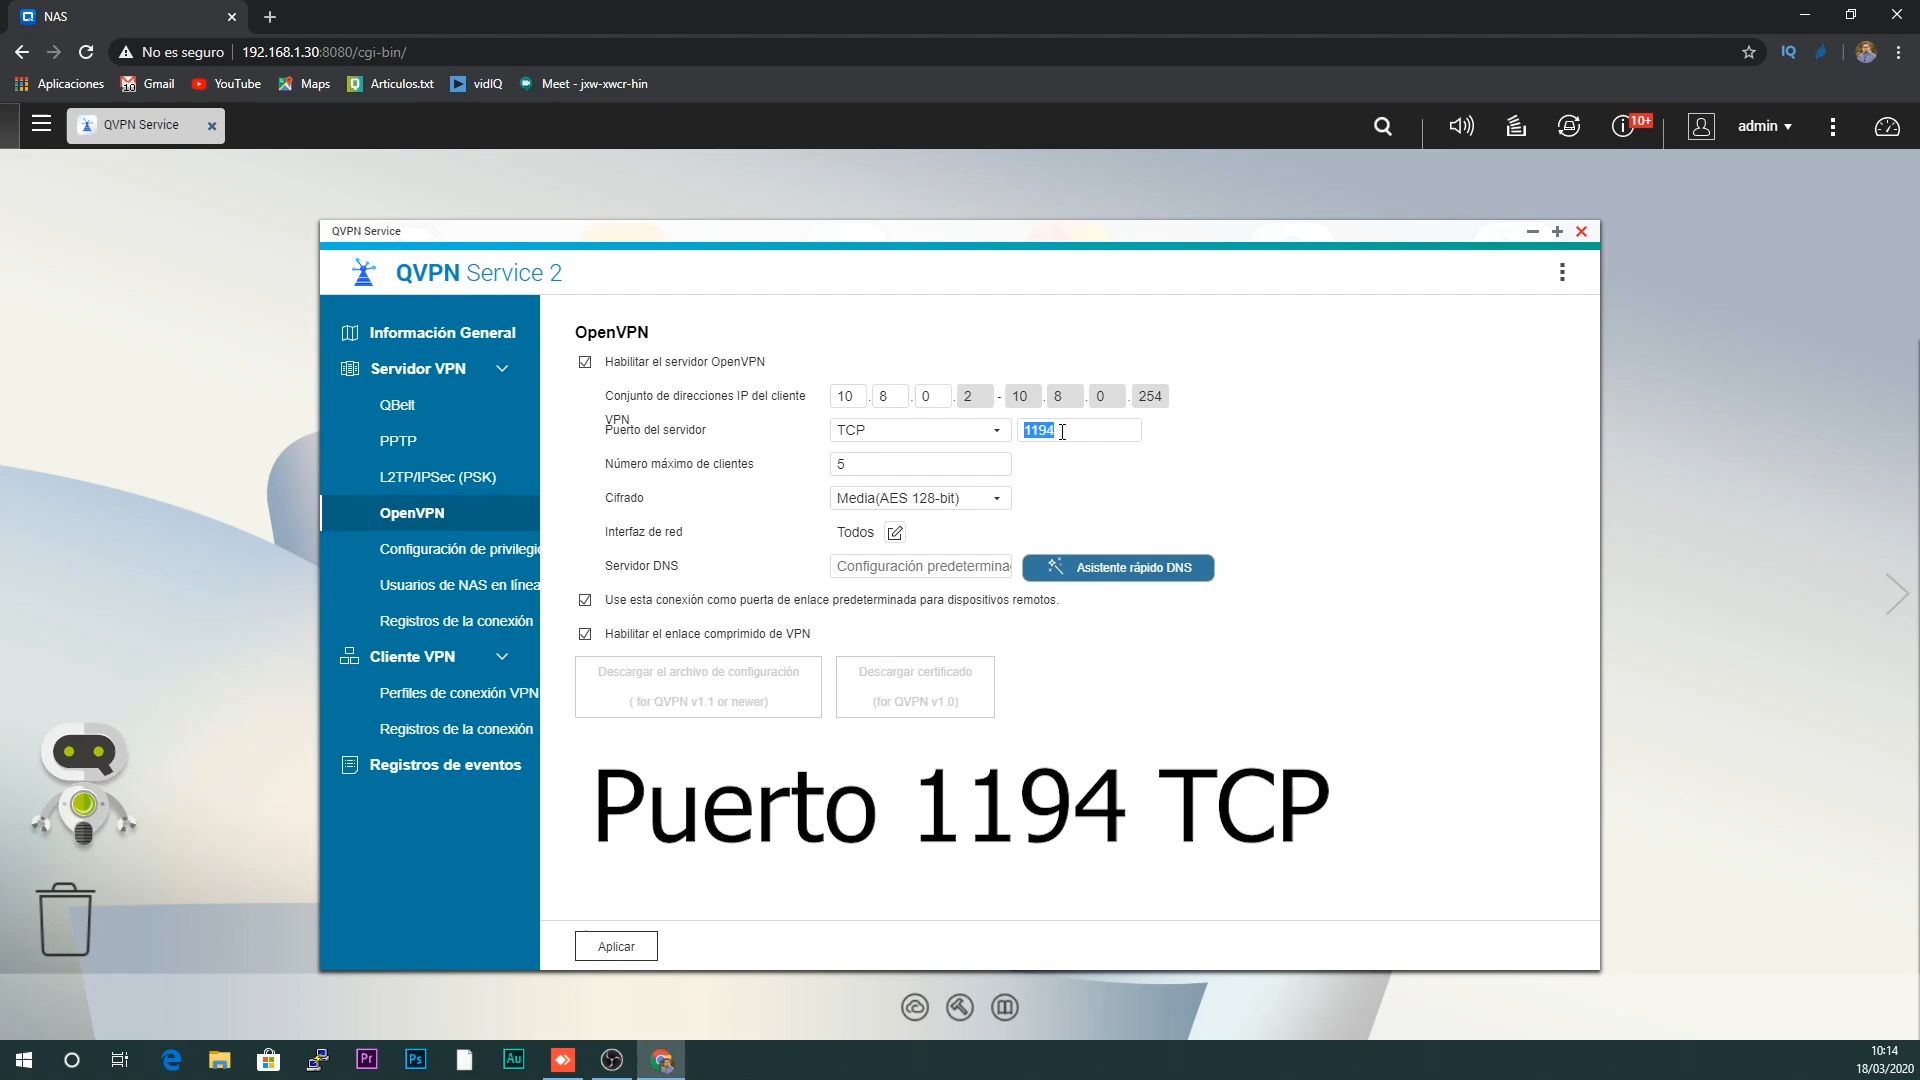 NAS
No es seguro 192.168.1.30:8080/cgi-bin/
IQ
Aplicaciones Gmail YouTube Maps Articulos.txt vidIQ Meet - jxw-xwcr-hin
QVPN Service
10+
admin
QVPN Service
QVPN Service 2
Información General
Servidor VPN
QBelt
PPTP
L2TP/IPSec (PSK)
OpenVPN
Configuración de privilegio
Usuarios de NAS en línea
Registros de la conexión
Cliente VPN
Perfiles de conexión VPN
Registros de la conexión
Registros de eventos
OpenVPN
Habilitar el servidor OpenVPN
Conjunto de direcciones IP del cliente VPN
10 . 8 . 0 . 2 - 10 . 8 . 0 . 254
Puerto del servidor TCP 1194
Número máximo de clientes 5
Cifrado Media(AES 128-bit)
Interfaz de red Todos
Servidor DNS Configuración predetermina Asistente rápido DNS
Use esta conexión como puerta de enlace predeterminada para dispositivos remotos.
Habilitar el enlace comprimido de VPN
Descargar el archivo de configuración
( for QVPN v1.1 or newer)
Descargar certificado
(for QVPN v1.0)
Puerto 1194 TCP
Aplicar
Pr Ps Au
10:14
18/03/2020